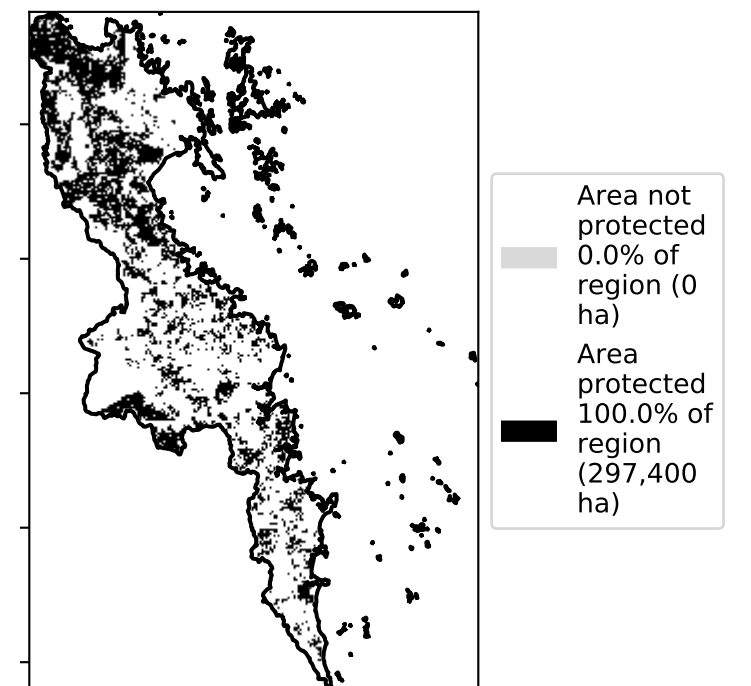 Area not
protected
0.0% of
region (0
ha)
Area
protected
100.0% of
region
(297,400
ha)